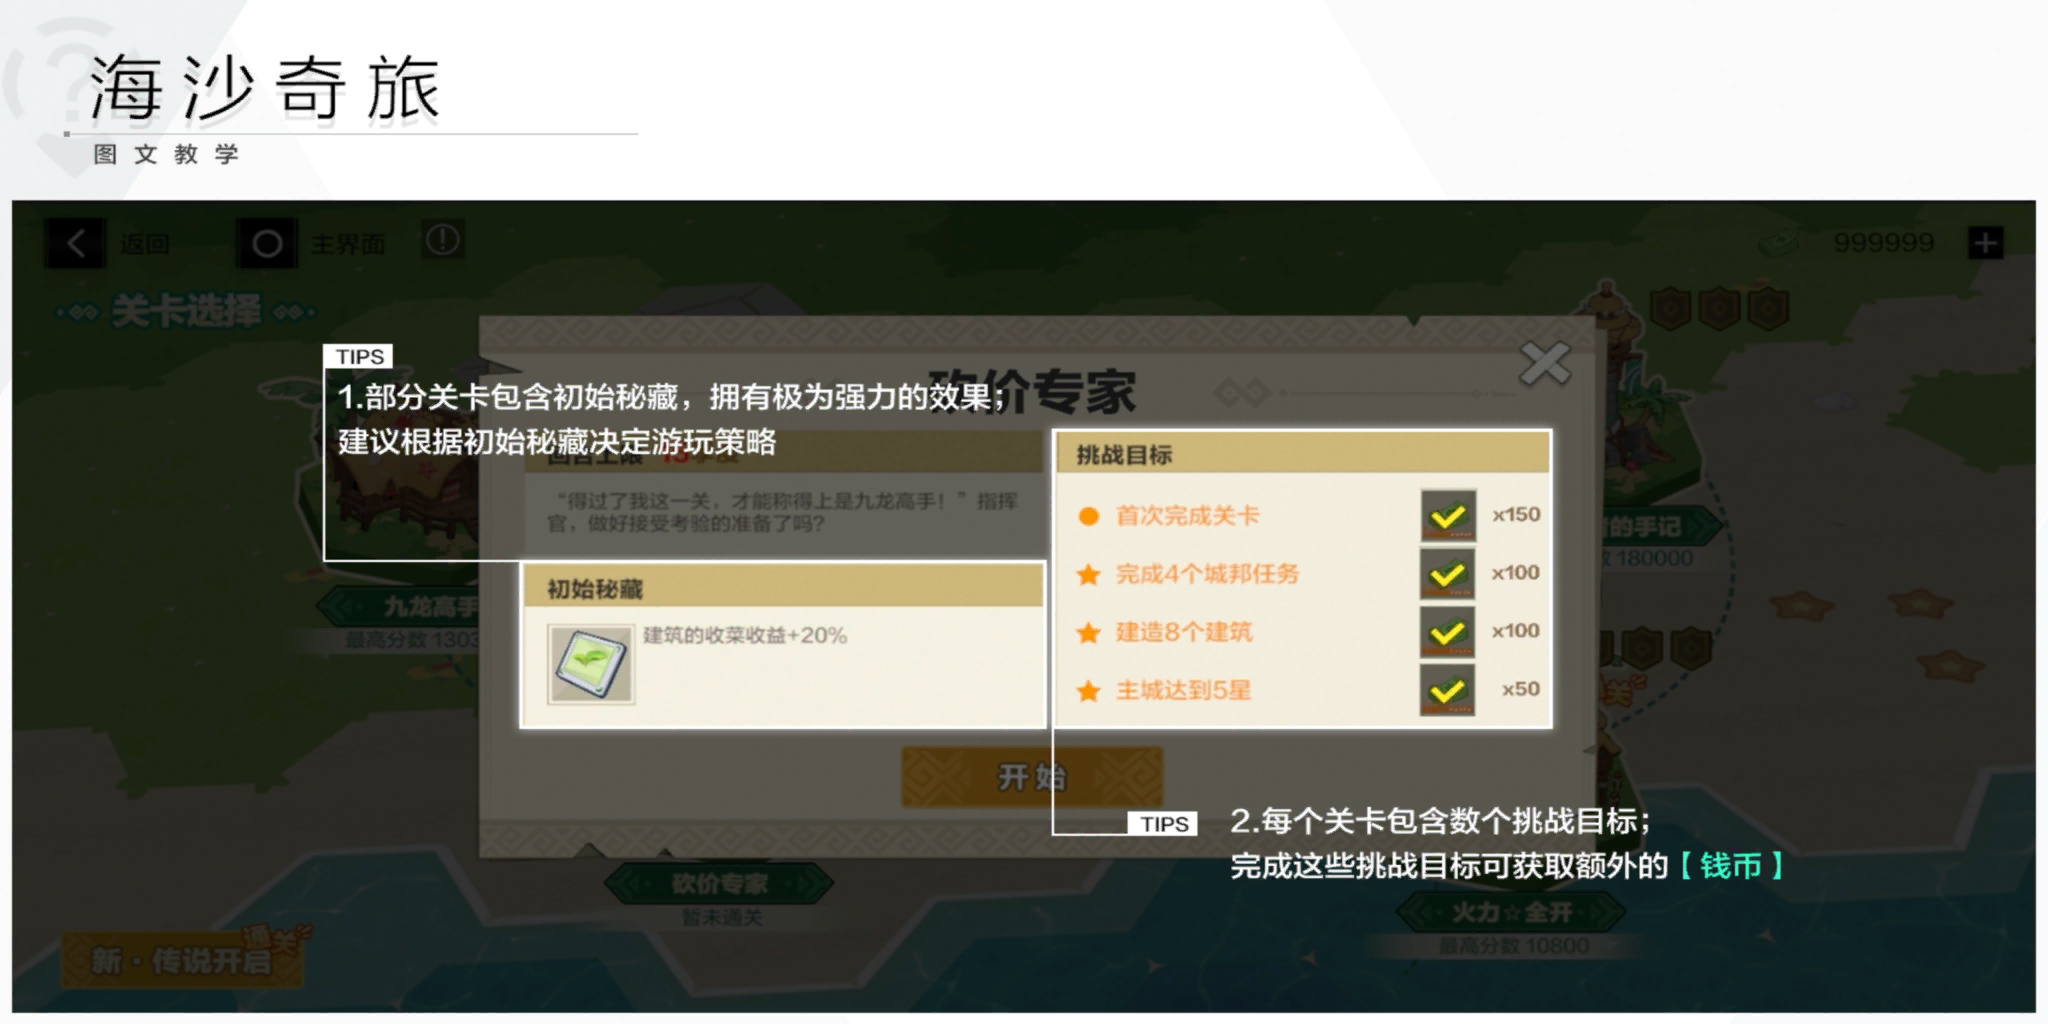 海沙奇旅
图文教学
返回
主界面
999999
关卡选择
TIPS
1.部分关卡包含初始秘藏，拥有极为强力的效果；
建议根据初始秘藏决定游玩策略
砍价专家
回合上限 15
“得过了我这一关，才能称得上是九龙高手！”指挥
官，做好接受考验的准备了吗？
初始秘藏
建筑的收菜收益+20%
挑战目标
首次完成关卡 x150
完成4个城邦任务 x100
建造8个建筑 x100
主城达到5星 x50
开始
九龙高手
最高分数 1303
的手记
180000
TIPS
2.每个关卡包含数个挑战目标；
完成这些挑战目标可获取额外的【钱币】
砍价专家
暂未通关
火力☆全开
最高分数 10800
新·传说开启
通关